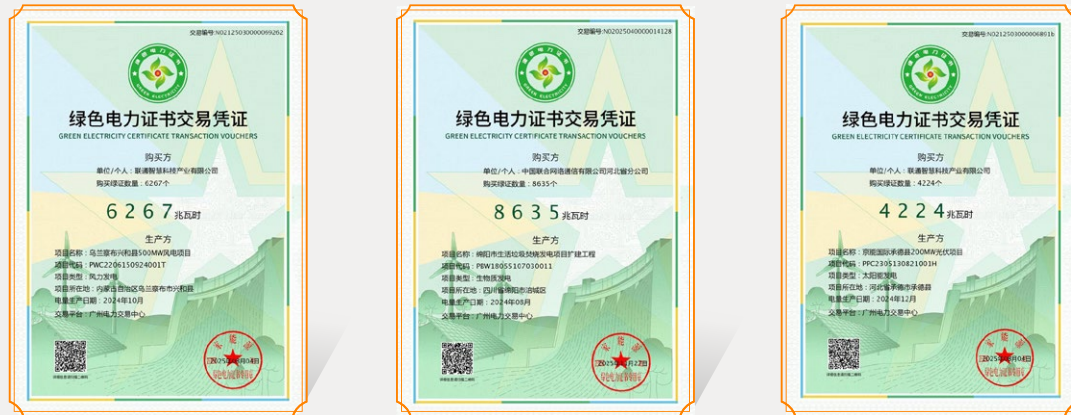 交易编号:N02125030000069262
绿色电力证书交易凭证
GREEN ELECTRICITY CERTIFICATE TRANSACTION VOUCHERS
购买方
单位/个人：联通智慧科技产业有限公司
购买绿证数量：6267个
6267兆瓦时
生产方
项目名称：乌兰察布兴和县500MW风电项目
项目代码：PWC2206150924001T
项目类型：风力发电
项目所在地：内蒙古自治区乌兰察布市兴和县
电量生产日期：2024年10月
交易平台：广州电力交易中心
交易编号:N02025040000014128
绿色电力证书交易凭证
GREEN ELECTRICITY CERTIFICATE TRANSACTION VOUCHERS
购买方
单位/个人：中国联合网络通信有限公司河北省分公司
购买绿证数量：8635个
8635兆瓦时
生产方
项目名称：绵阳市生活垃圾焚烧发电项目扩建工程
项目代码：PBW18055107030011
项目类型：生物质发电
项目所在地：四川省绵阳市涪城区
电量生产日期：2024年08月
交易平台：广州电力交易中心
绿色电力证书交易凭证
GREEN ELECTRICITY CERTIFICATE TRANSACTION VOUCHERS
购买方
单位/个人：联通智慧科技产业有限公司
购买绿证数量：4224个
4224兆瓦时
生产方
项目名称：京能国际承德县200MW光伏项目
项目代码：PFC2305130821001H
项目类型：太阳能发电
项目所在地：河北省承德市承德县
电量生产日期：2024年12月
交易平台：广州电力交易中心